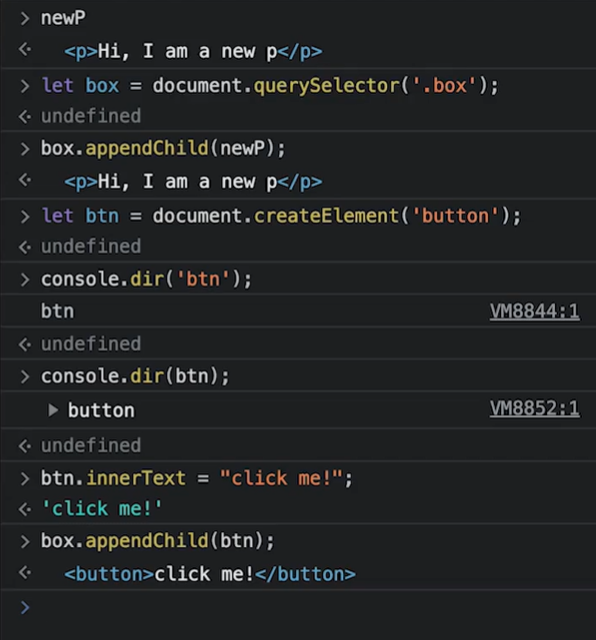 > newP
<p>Hi, I am a new p</p>
> let box = document.querySelector('.box');
undefined
> box.appendChild(newP);
<p>Hi, I am a new p</p>
> let btn = document.createElement('button');
undefined
> console.dir('btn');
btn VM8844:1
undefined
> console.dir(btn);
button VM8852:1
undefined
> btn.innerText = "click me!";
'click me!'
> box.appendChild(btn);
<button>click me!</button>
>